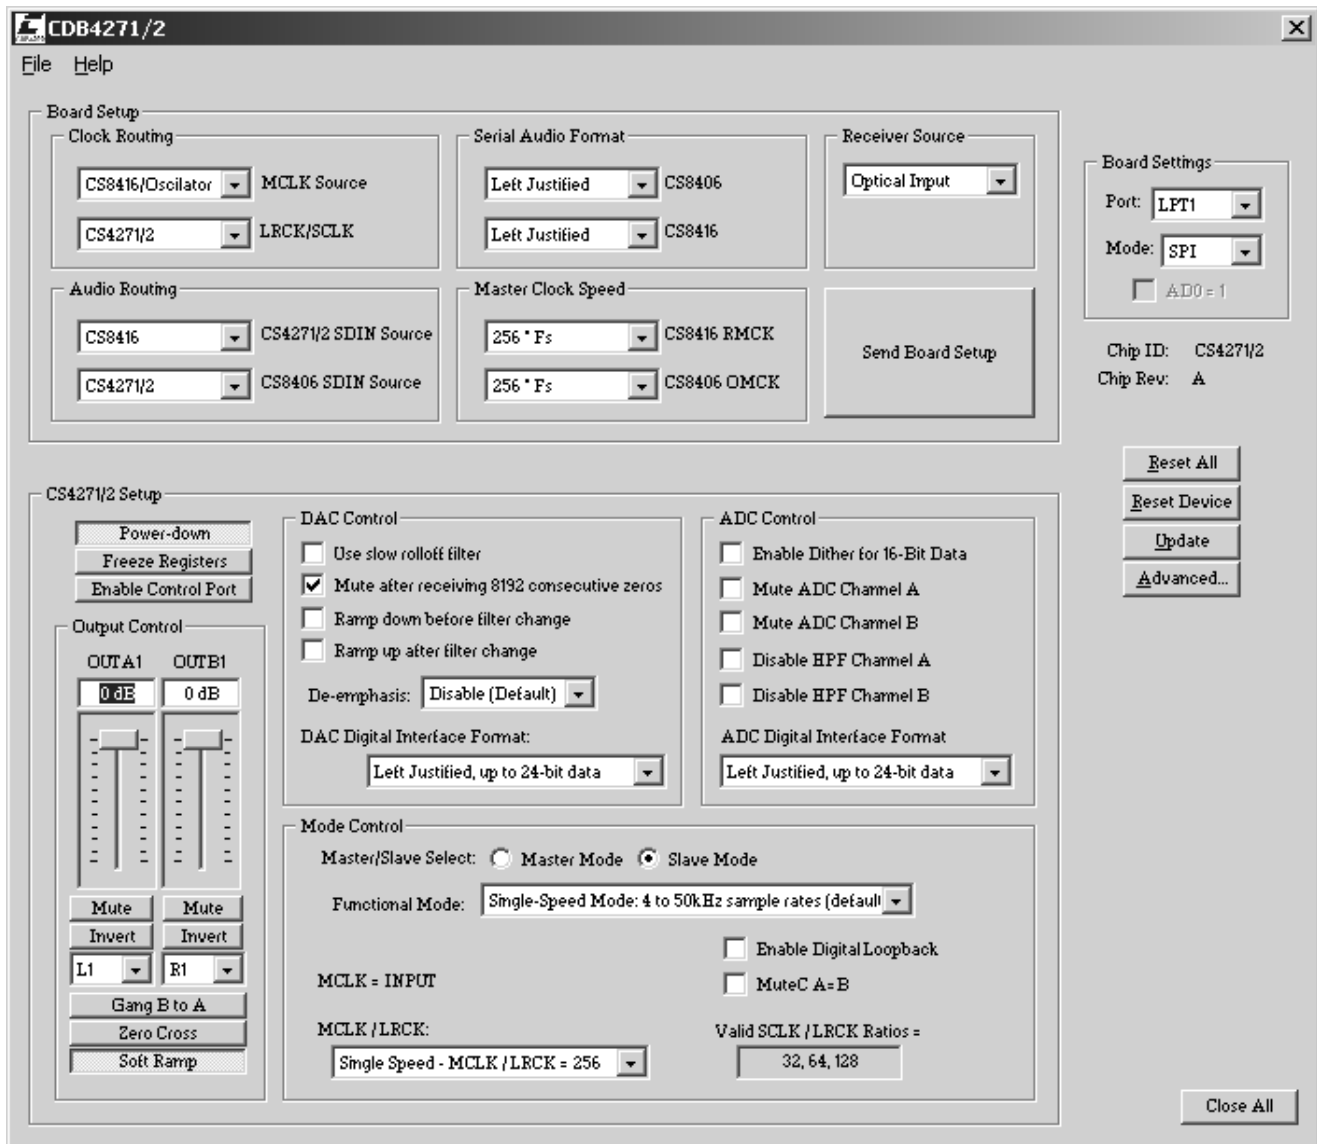 CDB4271/2
File Help
Board Setup
Clock Routing
CS8416/Oscilator MCLK Source
CS4271/2 LRCK/SCLK
Serial Audio Format
Left Justified CS8406
Left Justified CS8416
Receiver Source
Optical Input
Audio Routing
CS8416 CS4271/2 SDIN Source
CS4271/2 CS8406 SDIN Source
Master Clock Speed
256 * Fs CS8416 RMCK
256 * Fs CS8406 OMCK
Send Board Setup
Board Settings
Port: LPT1
Mode: SPI
AD0 = 1
Chip ID: CS4271/2
Chip Rev: A
Reset All
Reset Device
Update
Advanced...
CS4271/2 Setup
Power-down
Freeze Registers
Enable Control Port
Output Control
OUTA1 OUTB1
0 dB 0 dB
Mute Mute
Invert Invert
L1 R1
Gang B to A
Zero Cross
Soft Ramp
DAC Control
Use slow rolloff filter
Mute after receiving 8192 consecutive zeros
Ramp down before filter change
Ramp up after filter change
De-emphasis: Disable (Default)
DAC Digital Interface Format:
Left Justified, up to 24-bit data
ADC Control
Enable Dither for 16-Bit Data
Mute ADC Channel A
Mute ADC Channel B
Disable HPF Channel A
Disable HPF Channel B
ADC Digital Interface Format
Left Justified, up to 24-bit data
Mode Control
Master/Slave Select: Master Mode Slave Mode
Functional Mode: Single-Speed Mode: 4 to 50kHz sample rates (defaul
Enable Digital Loopback
MCLK = INPUT
MuteC A=B
MCLK / LRCK:
Single Speed - MCLK / LRCK = 256
Valid SCLK / LRCK Ratios =
32, 64, 128
Close All